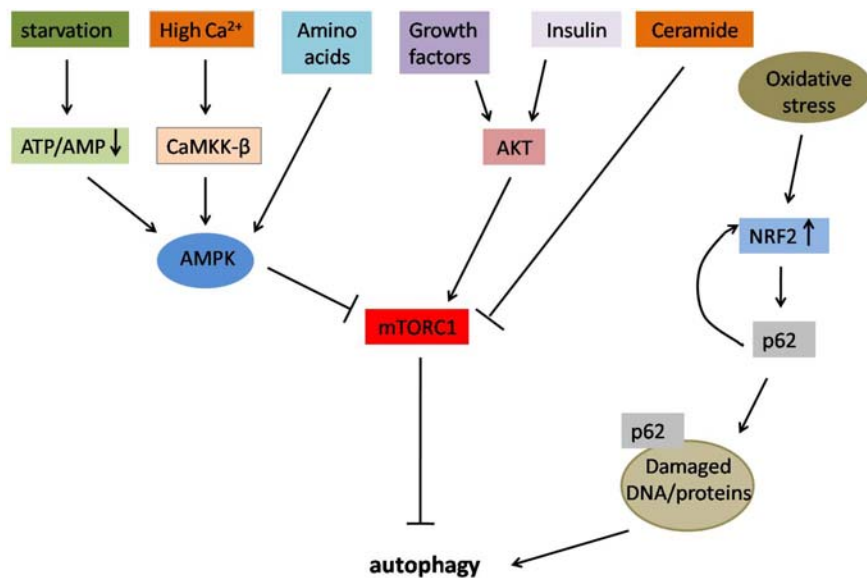 starvation
High Ca²⁺
Amino
acids
Growth
factors
Insulin
Ceramide
Oxidative
stress
ATP/AMP ↓
CaMKK-β
AKT
NRF2 ↑
AMPK
mTORC1
p62
p62
Damaged
DNA/proteins
autophagy